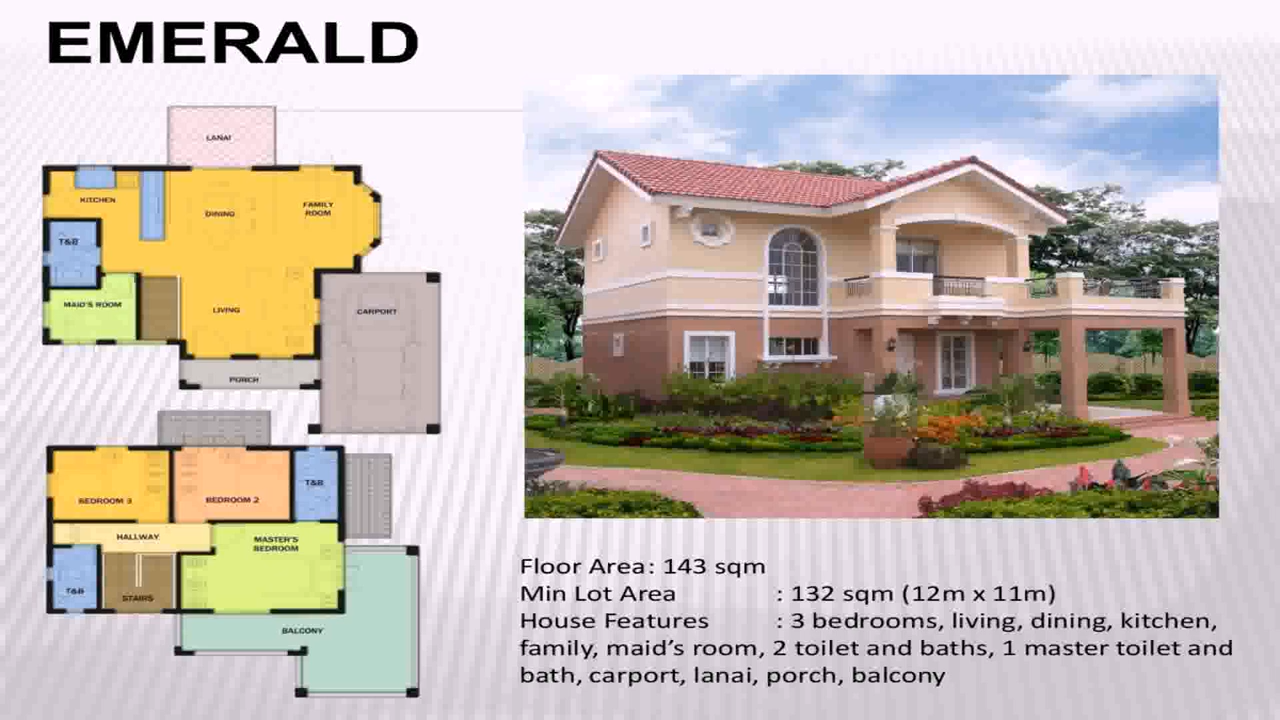 EMERALD
LANAI
KITCHEN
DINING
FAMILY
ROOM
T&B
MAID'S ROOM
LIVING
CARPORT
PORCH
BEDROOM 3
BEDROOM 2
T&B
HALLWAY
MASTER'S
BEDROOM
T&B
STAIRS
BALCONY
Floor Area: 143 sqm
Min Lot Area : 132 sqm (12m x 11m)
House Features : 3 bedrooms, living, dining, kitchen,
family, maid's room, 2 toilet and baths, 1 master toilet and
bath, carport, lanai, porch, balcony